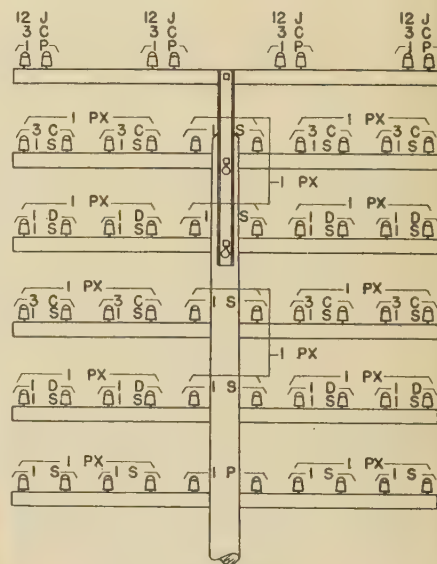 12 J 12 J 12 J 12 J
3 C 3 C 3 C 3 C
1 P 1 P 1 P 1 P
1 PX 1 PX
3 C 3 C 1 S 3 C 3 C
1 S 1 S 1 S 1 S
1 PX
1 PX 1 PX
1 D 1 D 1 S 1 D 1 D
1 S 1 S 1 S 1 S
1 PX 1 PX
3 C 3 C 1 S 3 C 3 C
1 S 1 S 1 S 1 S
1 PX
1 PX 1 PX
1 D 1 D 1 S 1 D 1 D
1 S 1 S 1 S 1 S
1 PX 1 PX
1 S 1 S 1 P 1 S 1 S